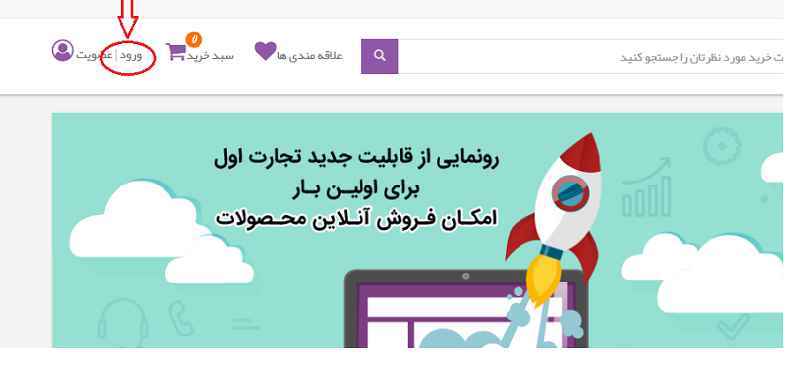 ت خرید مورد نظرتان را جستجو کنید
علاقه مندی ها
سبد خرید
0
ورود | عضویت
رونمایی از قابلیت جدید تجارت اول
برای اولیـن بـار
امکـان فـروش آنـلاین محـصولات